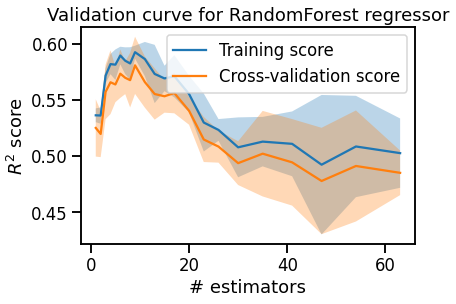 Validation curve for RandomForest regressor
Training score
Cross-validation score
R² score
0.60
0.55
0.50
0.45
0
20
40
60
# estimators